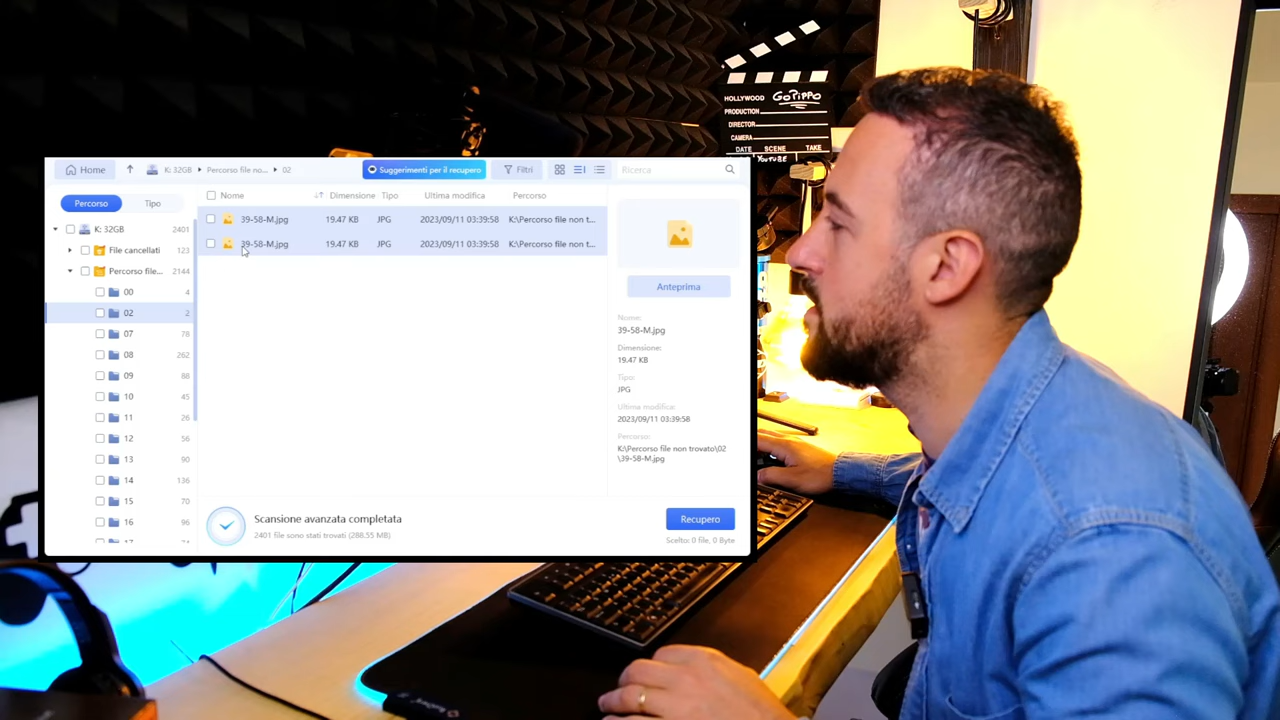 HOLLYWOOD GOPIPPO
PRODUCTION
DIRECTOR
CAMERA
DATE SCENE TAKE
YOUTUBE
Home K: 32GB Percorso file no... 02 Suggerimenti per il recupero Filtri Ricerca
Percorso Tipo
Nome Dimensione Tipo Ultima modifica Percorso
39-58-M.jpg 19.47 KB JPG 2023/09/11 03:39:58 K:\Percorso file non t...
39-58-M.jpg 19.47 KB JPG 2023/09/11 03:39:58 K:\Percorso file non t...
K: 32GB 2401
File cancellati 123
Percorso file... 2144
00 4
02 2
07 78
08 262
09 88
10 45
11 26
12 56
13 90
14 136
15 70
16 96
Anteprima
Nome:
39-58-M.jpg
Dimensione:
19.47 KB
Tipo:
JPG
Ultima modifica:
2023/09/11 03:39:58
Percorso:
K:\Percorso file non trovato\02
\39-58-M.jpg
Scansione avanzata completata
2401 file sono stati trovati (288.55 MB)
Recupero
Scelto: 0 file, 0 Byte